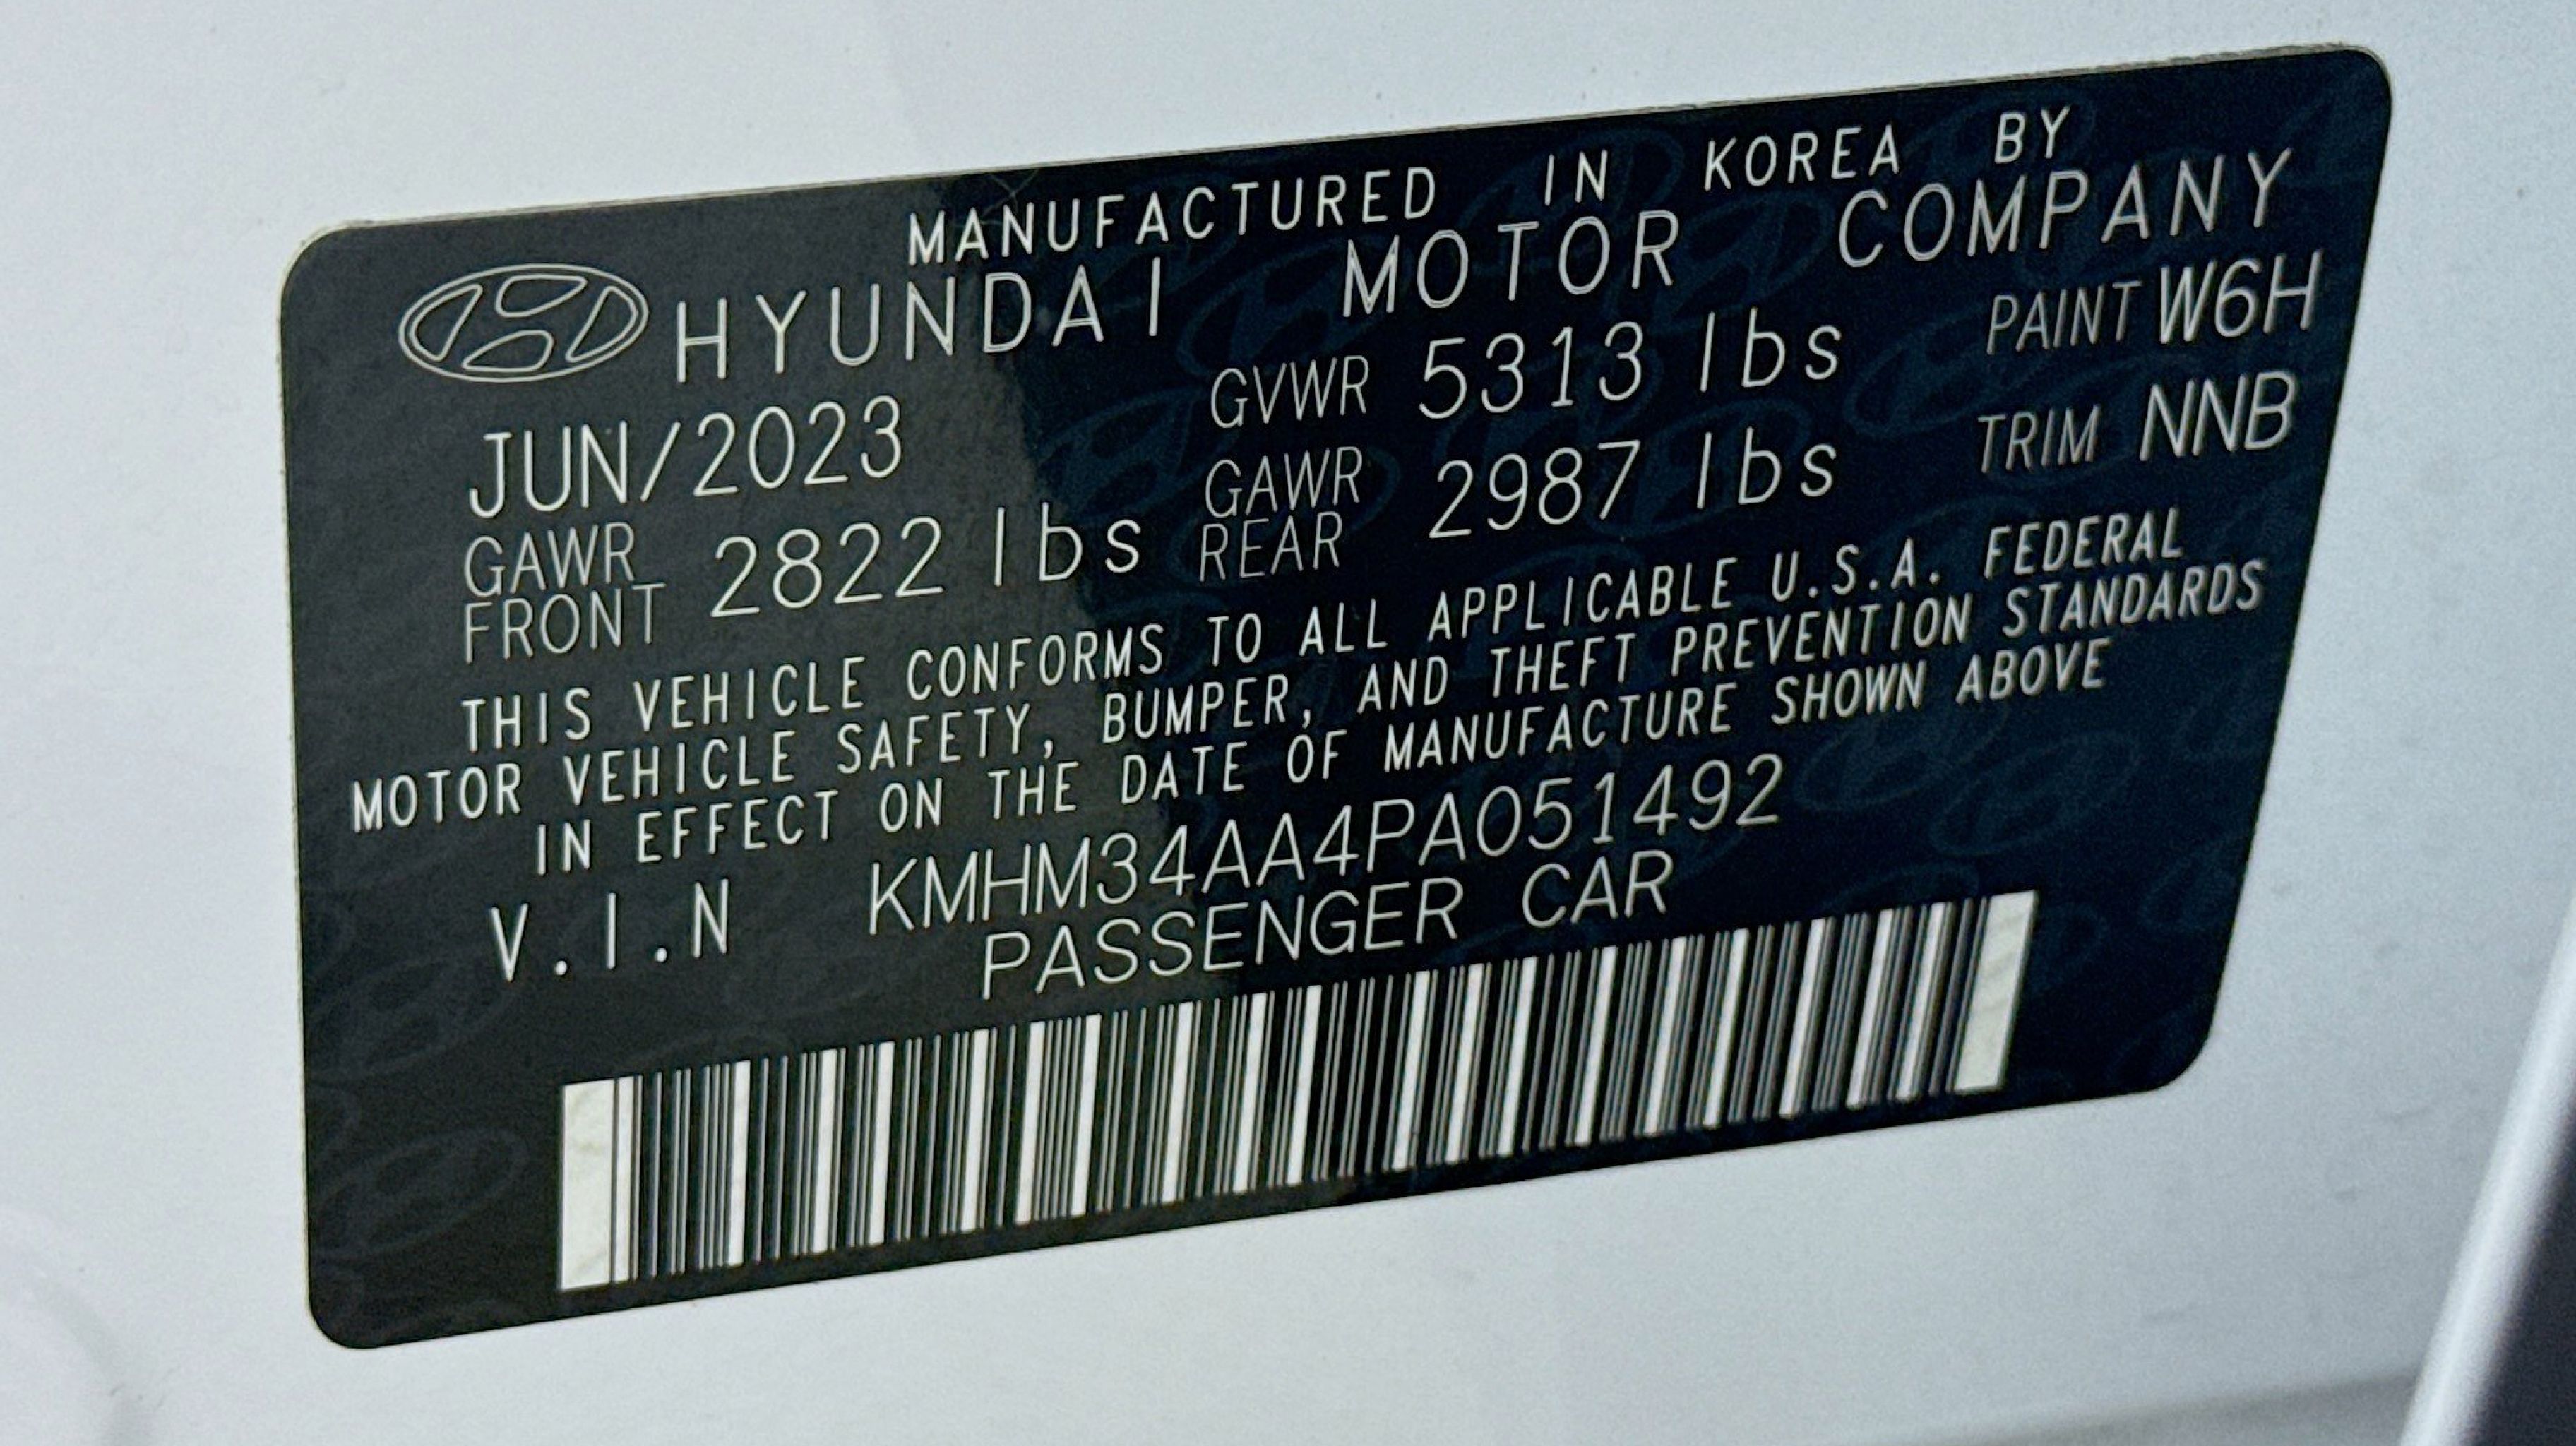 MANUFACTURED IN KOREA BY
HYUNDAI MOTOR COMPANY
JUN/2023 GVWR 5313 lbs PAINT W6H
GAWR FRONT 2822 lbs GAWR REAR 2987 lbs TRIM NNB
THIS VEHICLE CONFORMS TO ALL APPLICABLE U.S.A. FEDERAL
MOTOR VEHICLE SAFETY, BUMPER, AND THEFT PREVENTION STANDARDS
IN EFFECT ON THE DATE OF MANUFACTURE SHOWN ABOVE
V.I.N KMHM34AA4PA051492
PASSENGER CAR